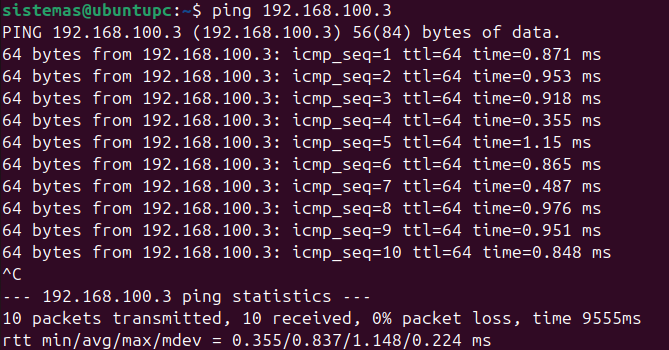 sistemas@ubuntupc:~$ ping 192.168.100.3
PING 192.168.100.3 (192.168.100.3) 56(84) bytes of data.
64 bytes from 192.168.100.3: icmp_seq=1 ttl=64 time=0.871 ms
64 bytes from 192.168.100.3: icmp_seq=2 ttl=64 time=0.953 ms
64 bytes from 192.168.100.3: icmp_seq=3 ttl=64 time=0.918 ms
64 bytes from 192.168.100.3: icmp_seq=4 ttl=64 time=0.355 ms
64 bytes from 192.168.100.3: icmp_seq=5 ttl=64 time=1.15 ms
64 bytes from 192.168.100.3: icmp_seq=6 ttl=64 time=0.865 ms
64 bytes from 192.168.100.3: icmp_seq=7 ttl=64 time=0.487 ms
64 bytes from 192.168.100.3: icmp_seq=8 ttl=64 time=0.976 ms
64 bytes from 192.168.100.3: icmp_seq=9 ttl=64 time=0.951 ms
64 bytes from 192.168.100.3: icmp_seq=10 ttl=64 time=0.848 ms
^C
--- 192.168.100.3 ping statistics ---
10 packets transmitted, 10 received, 0% packet loss, time 9555ms
rtt min/avg/max/mdev = 0.355/0.837/1.148/0.224 ms